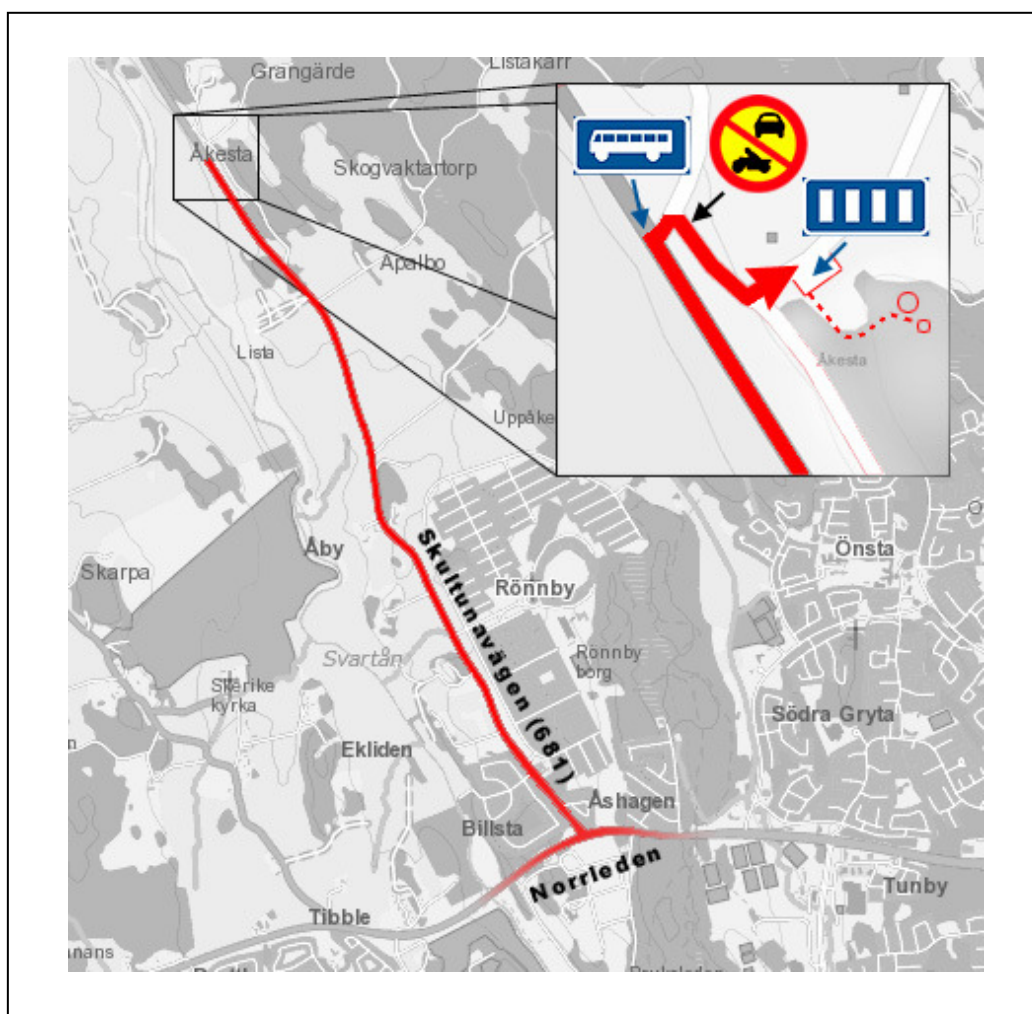 Grangärde
Listakärr
Åkesta
Skogvaktartorp
Apalbo
Lista
Uppåke
Åkesta
Åby
Skarpa
Önsta
Rönnby
Skultunavägen (681)
Svartån
Rönnby
borg
Skerike
kyrka
Södra Gryta
Ekliden
Åshagen
Billsta
Norrleden
Tunby
Tibble
anans